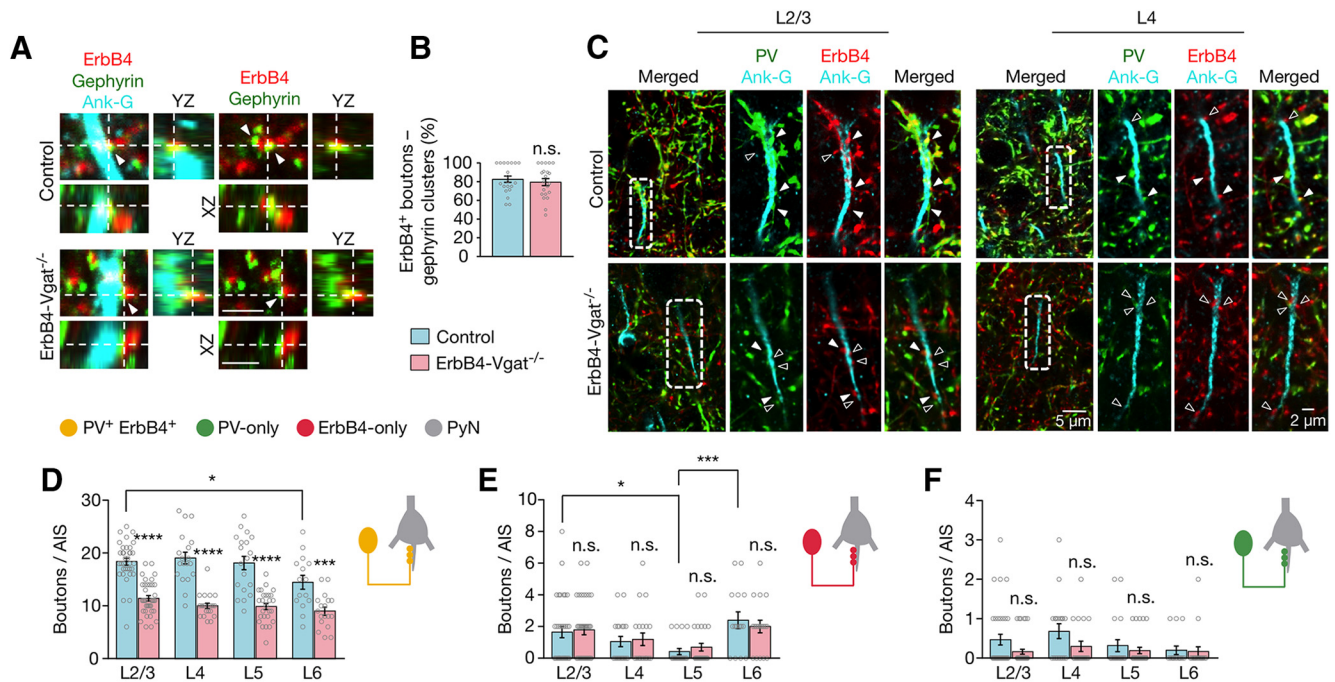 A
ErbB4
Gephyrin
Ank-G
YZ
ErbB4
Gephyrin
YZ
Control
XZ
YZ
YZ
ErbB4-Vgat-/-
XZ
B
ErbB4+ boutons –
gephyrin clusters (%)
n.s.
100
80
60
40
20
0
Control
ErbB4-Vgat-/-
C
L2/3
L4
Merged
PV
Ank-G
ErbB4
Ank-G
Merged
Merged
PV
Ank-G
ErbB4
Ank-G
Merged
Control
ErbB4-Vgat-/-
5 µm
2 µm
PV+ ErbB4+
PV-only
ErbB4-only
PyN
D
Boutons / AIS
30
20
10
0
*
****
****
****
***
L2/3
L4
L5
L6
E
Boutons / AIS
10
8
6
4
2
0
*
***
n.s.
n.s.
n.s.
n.s.
L2/3
L4
L5
L6
F
Boutons / AIS
4
3
2
1
0
n.s.
n.s.
n.s.
n.s.
L2/3
L4
L5
L6